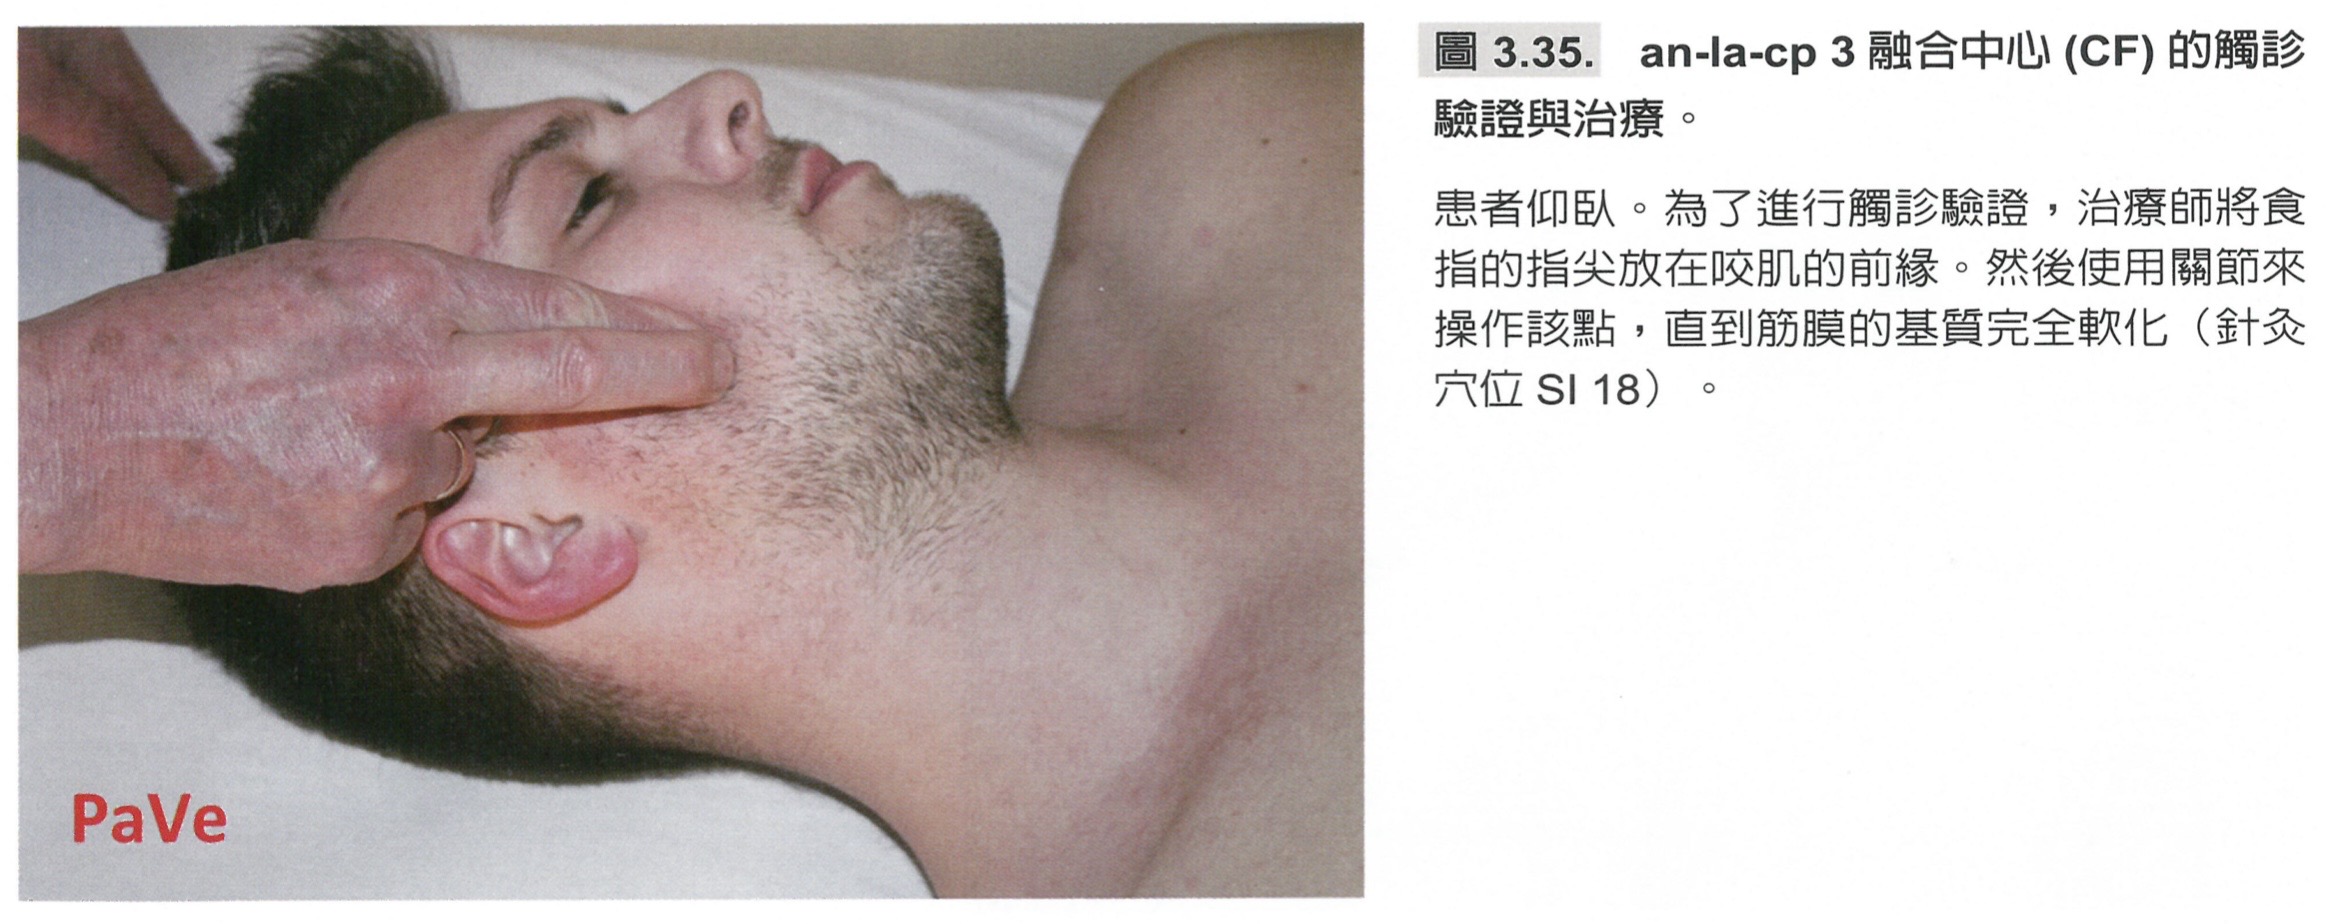 圖 3.35. an-la-cp 3 融合中心 (CF) 的觸診
驗證與治療。
患者仰臥。為了進行觸診驗證，治療師將食
指的指尖放在咬肌的前緣。然後使用關節來
操作該點，直到筋膜的基質完全軟化（針灸
穴位 SI 18）。
PaVe